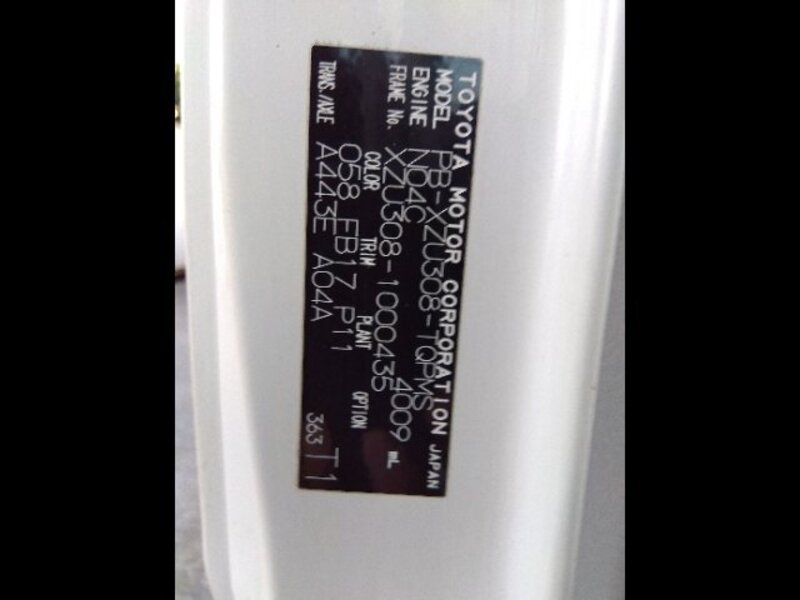 TOYOTA MOTOR CORPORATION JAPAN
MODEL PB-XZU308-TQPMS
ENGINE N04C 4009 mL
FRAME No. XZU308-1000435
COLOR TRIM PLANT OPTION
058 FB17 P11
TRANS./AXLE A443E A04A 363 T1